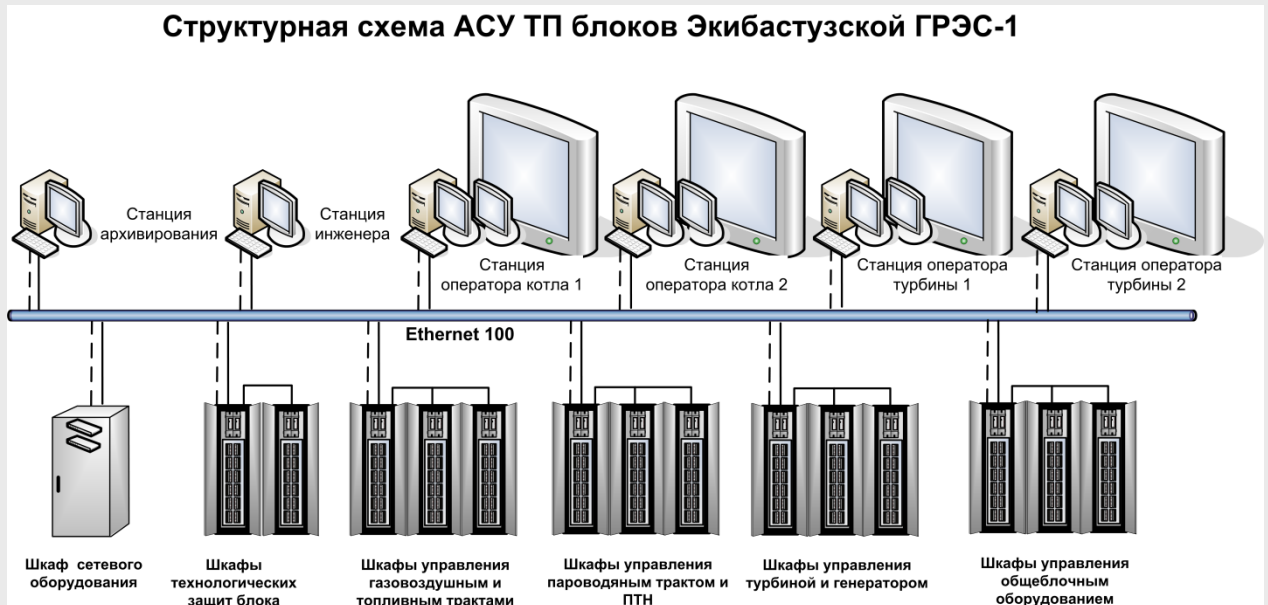 Структурная схема АСУ ТП блоков Экибастузской ГРЭС-1
Станция
архивирования
Станция
инженера
Станция
оператора котла 1
Станция
оператора котла 2
Станция оператора
турбины 1
Станция оператора
турбины 2
Ethernet 100
Шкаф сетевого
оборудования
Шкафы
технологических
защит блока
Шкафы управления
газовоздушным и
топливным трактами
Шкафы управления
пароводяным трактом и
ПТН
Шкафы управления
турбиной и генератором
Шкафы управления
общеблочным
оборудованием